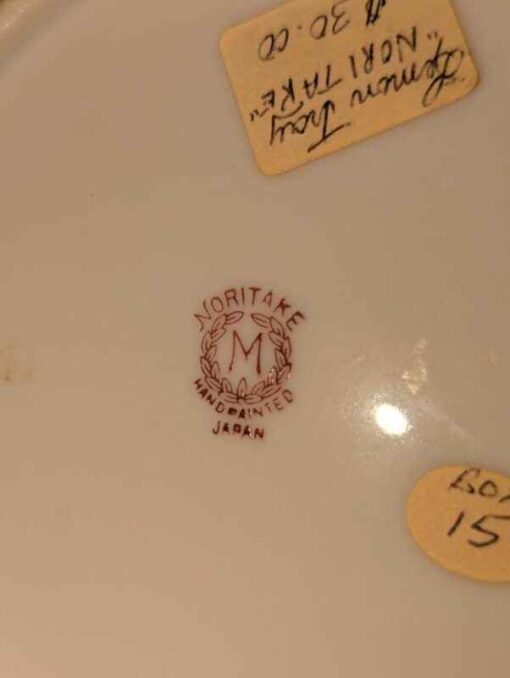 Lemon Tray
"NORITAKE"
$30.00
NORITAKE
M
HANDPAINTED
JAPAN
15